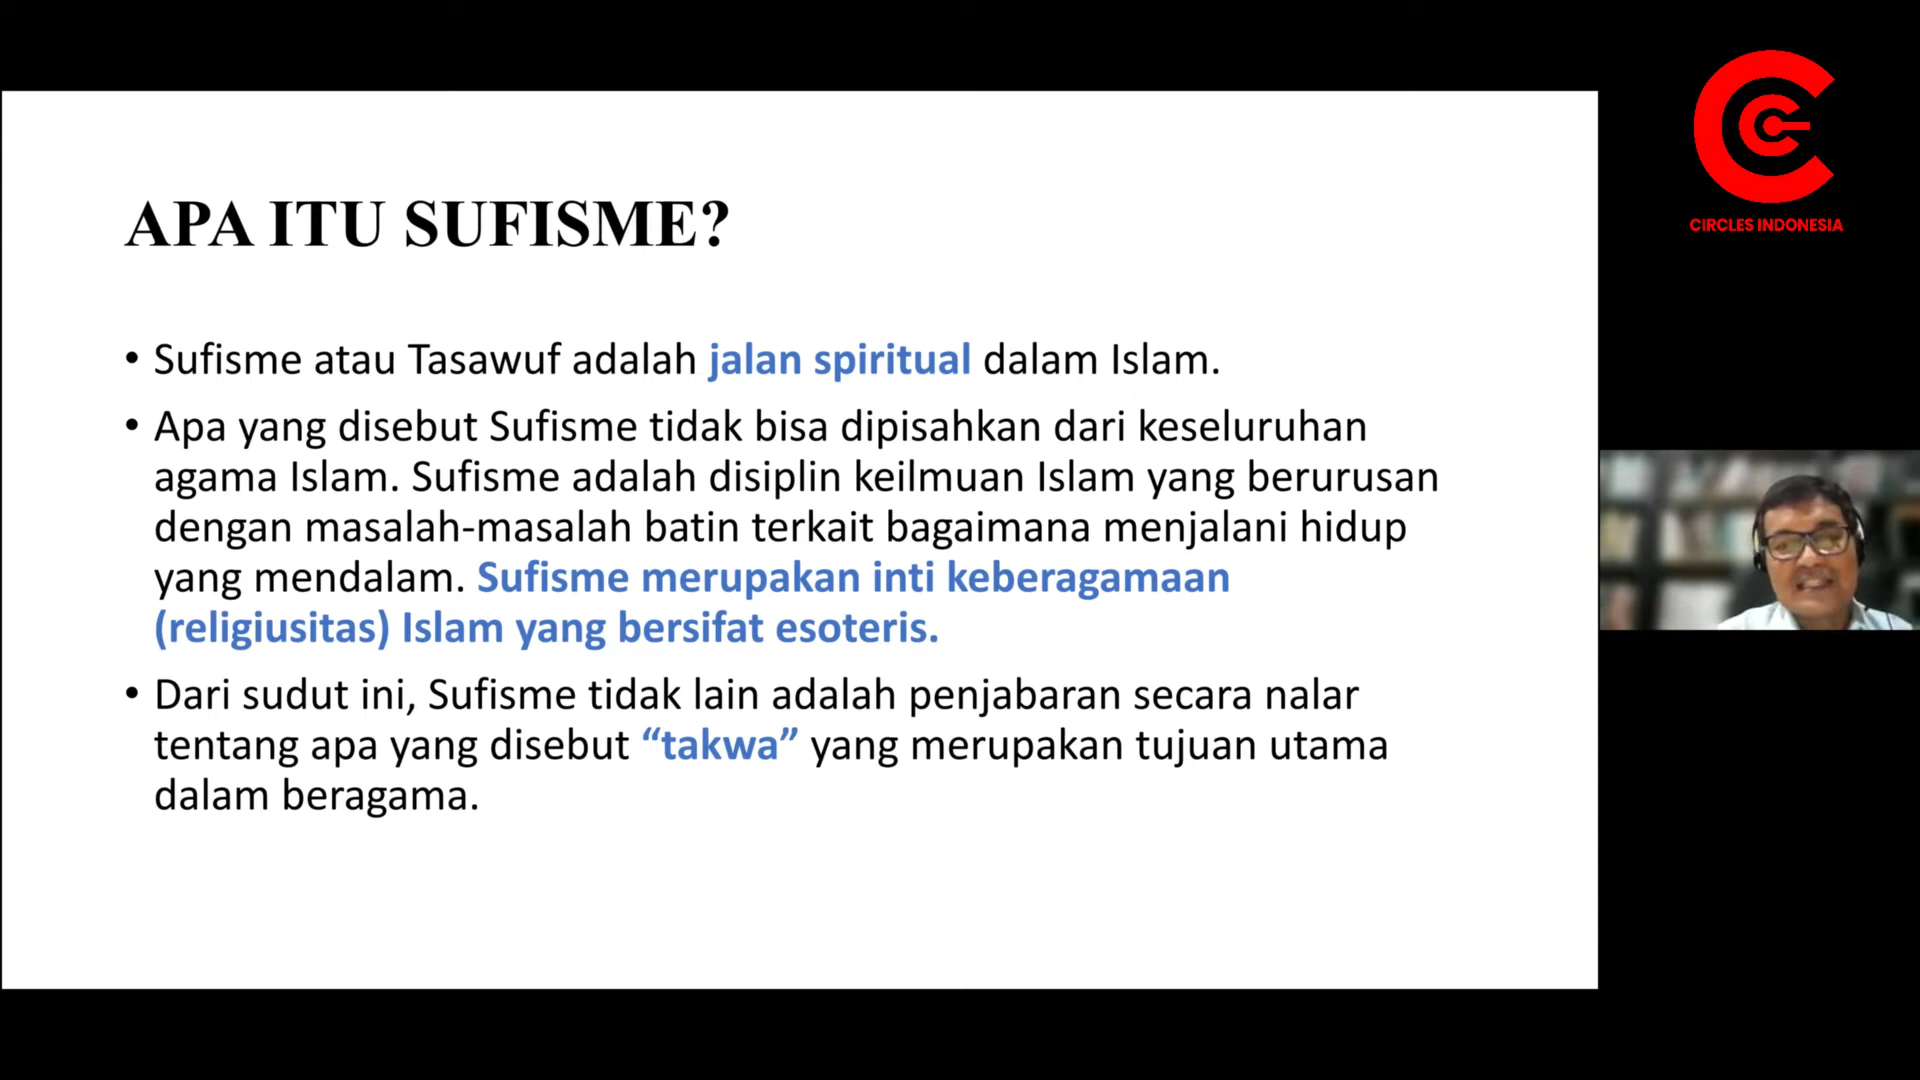 APA ITU SUFISME?
• Sufisme atau Tasawuf adalah jalan spiritual dalam Islam.
• Apa yang disebut Sufisme tidak bisa dipisahkan dari keseluruhan
agama Islam. Sufisme adalah disiplin keilmuan Islam yang berurusan
dengan masalah-masalah batin terkait bagaimana menjalani hidup
yang mendalam. Sufisme merupakan inti keberagamaan
(religiusitas) Islam yang bersifat esoteris.
• Dari sudut ini, Sufisme tidak lain adalah penjabaran secara nalar
tentang apa yang disebut “takwa” yang merupakan tujuan utama
dalam beragama.
CIRCLES INDONESIA